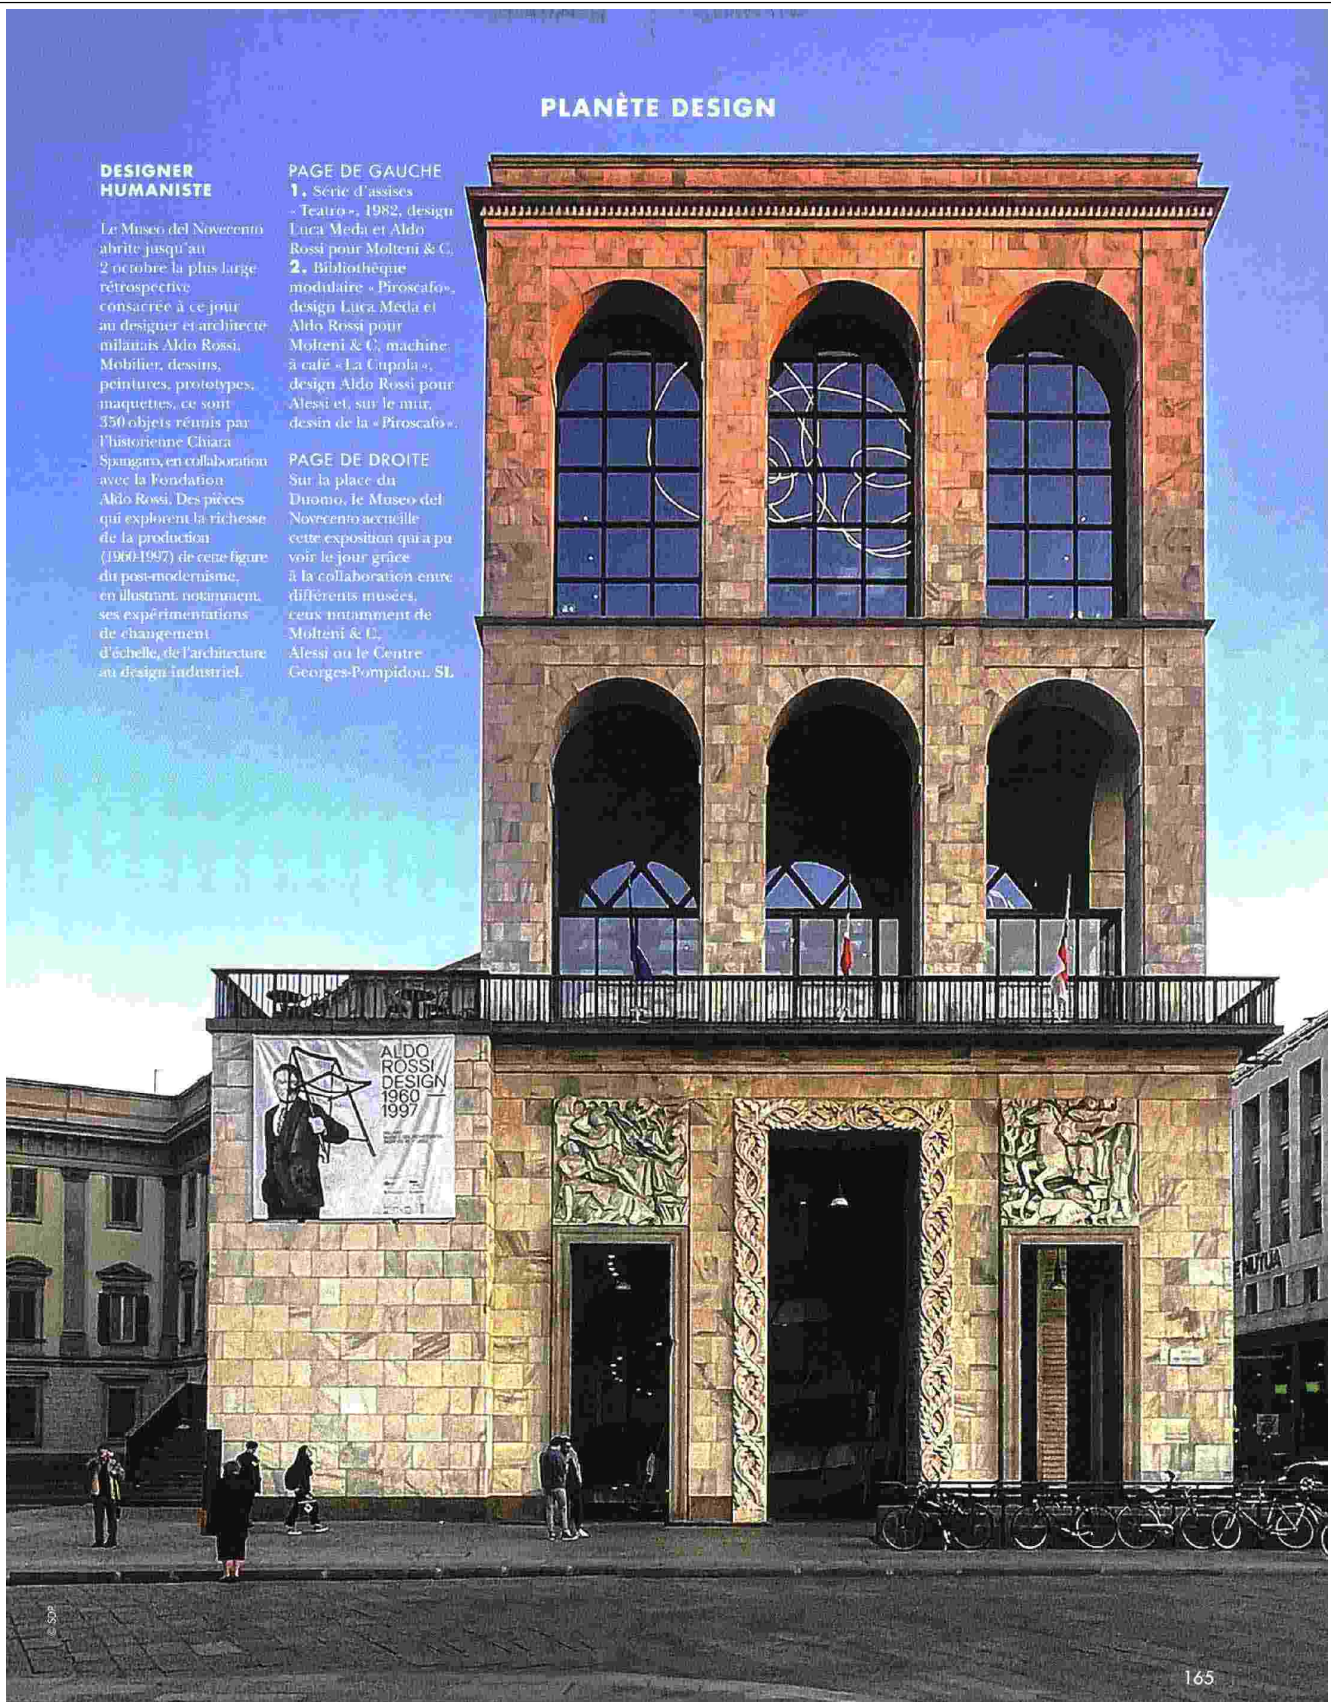 PLANÈTE DESIGN
DESIGNER
HUMANISTE
Le Museo del Novecento
abrite jusqu'au
2 octobre la plus large
rétrospective
consacrée à ce jour
au designer et architecte
milanais Aldo Rossi.
Mobilier, dessins,
peintures, prototypes,
maquettes, ce sont
350 objets réunis par
l'historienne Chiara
Spangaro, en collaboration
avec la Fondation
Aldo Rossi. Des pièces
qui explorent la richesse
de la production
(1960-1997) de cette figure
du post-modernisme,
en illustrant, notamment,
ses expérimentations
de changement
d'échelle, de l'architecture
au design industriel.
PAGE DE GAUCHE
1. Série d'assises
« Teatro », 1982, design
Luca Meda et Aldo
Rossi pour Molteni & C.
2. Bibliothèque
modulaire « Piroscafo »,
design Luca Meda et
Aldo Rossi pour
Molteni & C, machine
à café « La Cupola »,
design Aldo Rossi pour
Alessi et, sur le mur,
dessin de la « Piroscafo ».
PAGE DE DROITE
Sur la place du
Duomo, le Museo del
Novecento accueille
cette exposition qui a pu
voir le jour grâce
à la collaboration entre
différents musées,
ceux notamment de
Molteni & C,
Alessi ou le Centre
Georges-Pompidou. SL
ALDO
ROSSI
DESIGN
1960 —
1997
MUTUA
© SDP
165